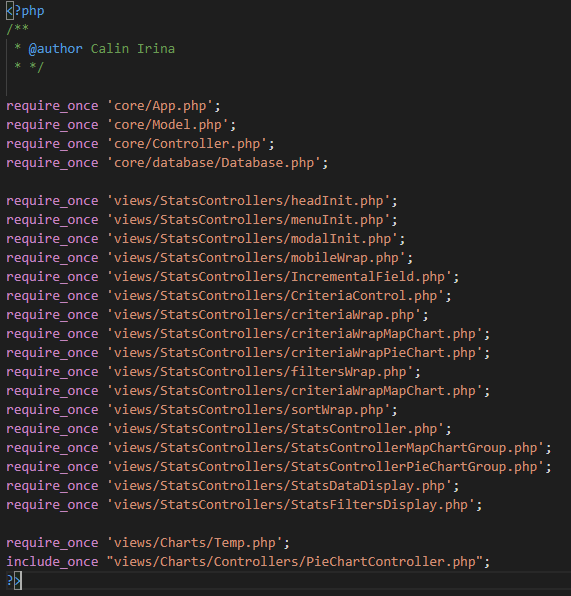 <?php
/**
 * @author Calin Irina
 * */
require_once 'core/App.php';
require_once 'core/Model.php';
require_once 'core/Controller.php';
require_once 'core/database/Database.php';
require_once 'views/StatsControllers/headInit.php';
require_once 'views/StatsControllers/menuInit.php';
require_once 'views/StatsControllers/modalInit.php';
require_once 'views/StatsControllers/mobileWrap.php';
require_once 'views/StatsControllers/IncrementalField.php';
require_once 'views/StatsControllers/CriteriaControl.php';
require_once 'views/StatsControllers/criteriaWrap.php';
require_once 'views/StatsControllers/criteriaWrapMapChart.php';
require_once 'views/StatsControllers/criteriaWrapPieChart.php';
require_once 'views/StatsControllers/filtersWrap.php';
require_once 'views/StatsControllers/criteriaWrapMapChart.php';
require_once 'views/StatsControllers/sortWrap.php';
require_once 'views/StatsControllers/StatsController.php';
require_once 'views/StatsControllers/StatsControllerMapChartGroup.php';
require_once 'views/StatsControllers/StatsControllerPieChartGroup.php';
require_once 'views/StatsControllers/StatsDataDisplay.php';
require_once 'views/StatsControllers/StatsFiltersDisplay.php';
require_once 'views/Charts/Temp.php';
include_once "views/Charts/Controllers/PieChartController.php";
?>